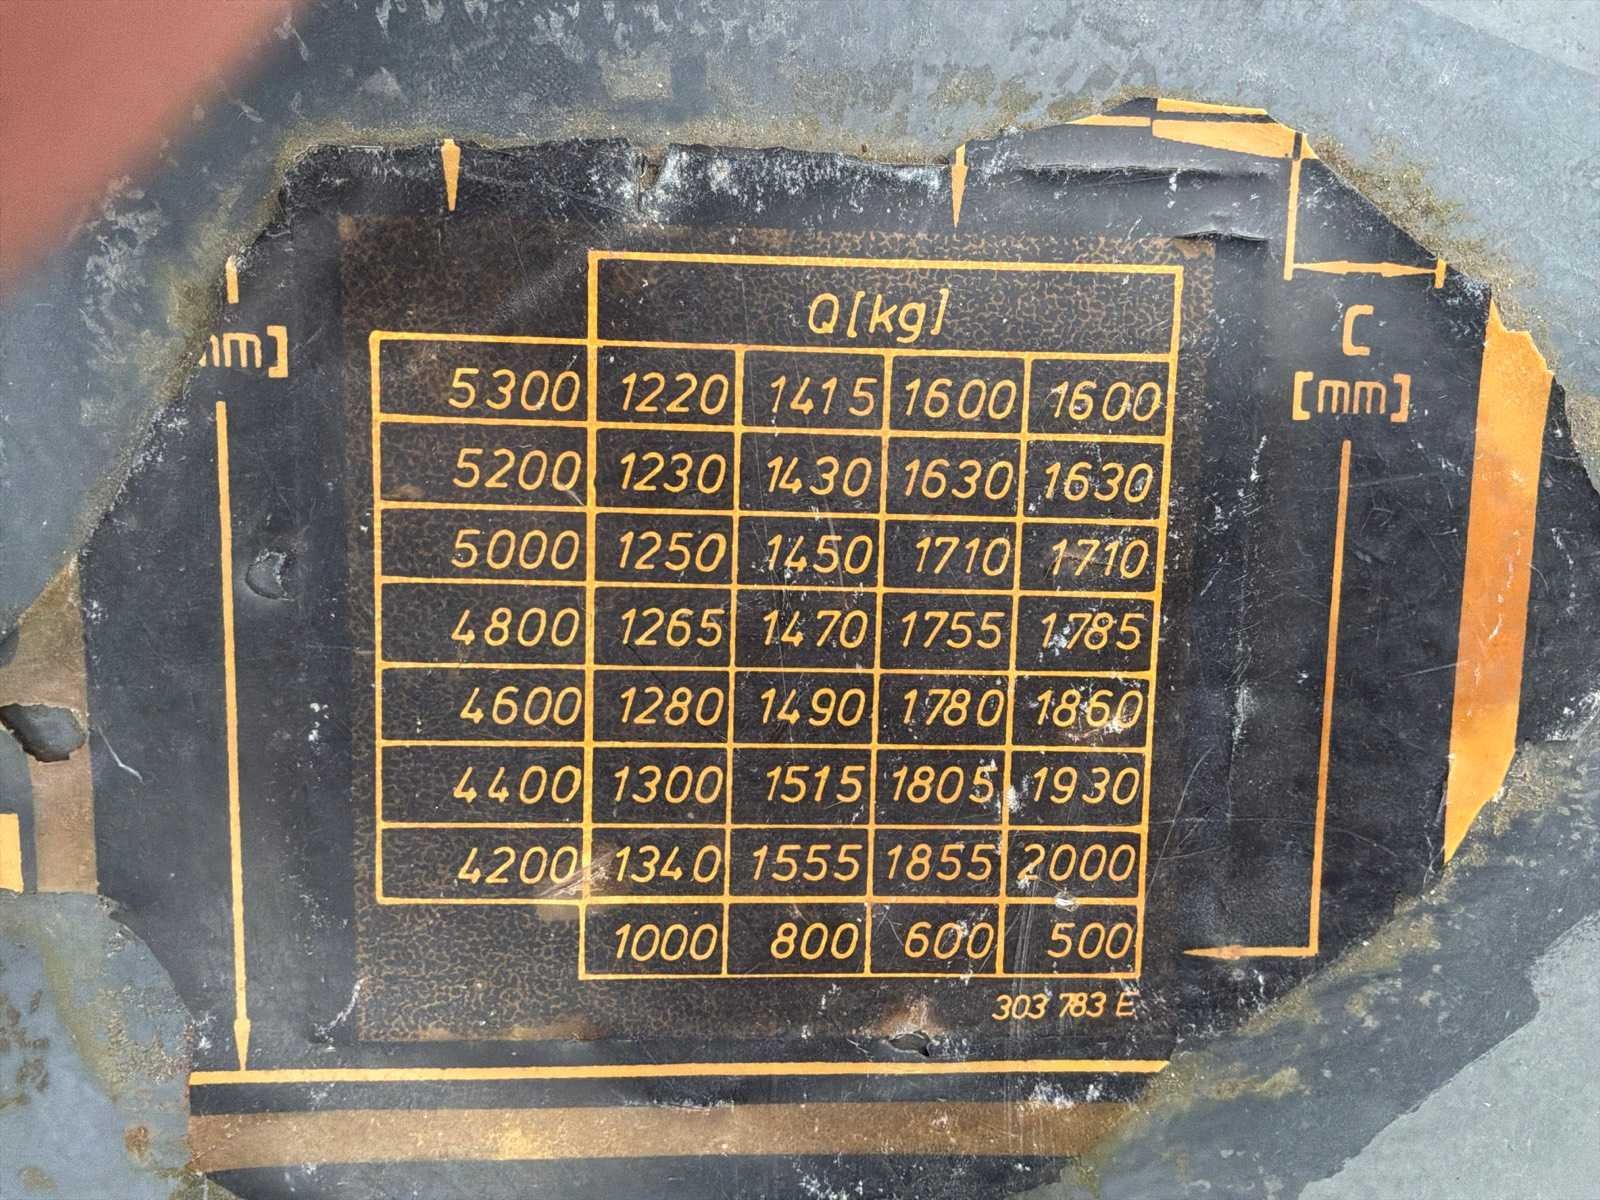 Q[kg]
mm]
C
[mm]
5300 1220 1415 1600 1600
5200 1230 1430 1630 1630
5000 1250 1450 1710 1710
4800 1265 1470 1755 1785
4600 1280 1490 1780 1860
4400 1300 1515 1805 1930
4200 1340 1555 1855 2000
1000 800 600 500
303 783 E